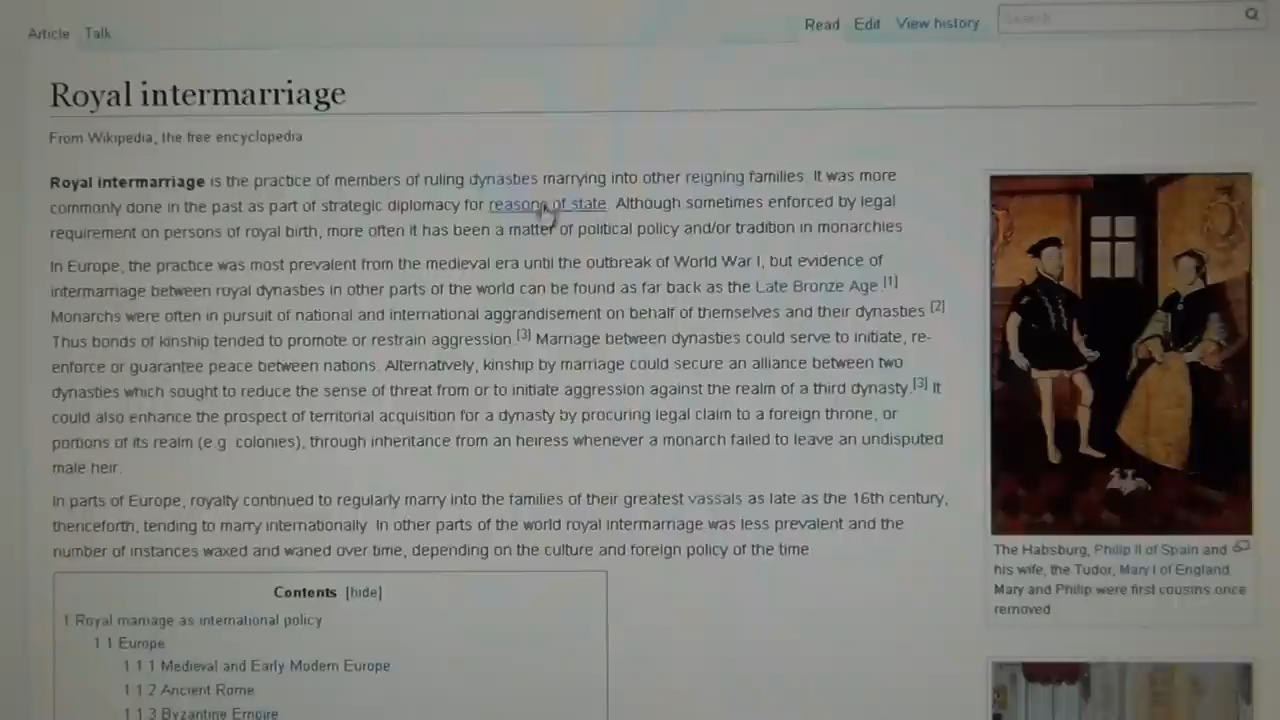 Article Talk
Read Edit View history Search
Royal intermarriage
From Wikipedia, the free encyclopedia
Royal intermarriage is the practice of members of ruling dynasties marrying into other reigning families. It was more
commonly done in the past as part of strategic diplomacy for reasons of state. Although sometimes enforced by legal
requirement on persons of royal birth, more often it has been a matter of political policy and/or tradition in monarchies
In Europe, the practice was most prevalent from the medieval era until the outbreak of World War I, but evidence of
intermarriage between royal dynasties in other parts of the world can be found as far back as the Late Bronze Age.[1]
Monarchs were often in pursuit of national and international aggrandisement on behalf of themselves and their dynasties [2]
Thus bonds of kinship tended to promote or restrain aggression.[3] Marriage between dynasties could serve to initiate, re-
enforce or guarantee peace between nations. Alternatively, kinship by marriage could secure an alliance between two
dynasties which sought to reduce the sense of threat from or to initiate aggression against the realm of a third dynasty.[3] It
could also enhance the prospect of territorial acquisition for a dynasty by procuring legal claim to a foreign throne, or
portions of its realm (e.g. colonies), through inheritance from an heiress whenever a monarch failed to leave an undisputed
male heir.
In parts of Europe, royalty continued to regularly marry into the families of their greatest vassals as late as the 16th century,
thenceforth, tending to marry internationally. In other parts of the world royal intermarriage was less prevalent and the
number of instances waxed and waned over time, depending on the culture and foreign policy of the time
The Habsburg, Philip II of Spain and
his wife, the Tudor, Mary I of England
Mary and Philip were first cousins once
removed
Contents [hide]
1 Royal marriage as international policy
1.1 Europe
1.1.1 Medieval and Early Modern Europe
1.1.2 Ancient Rome
1.1.3 Byzantine Empire